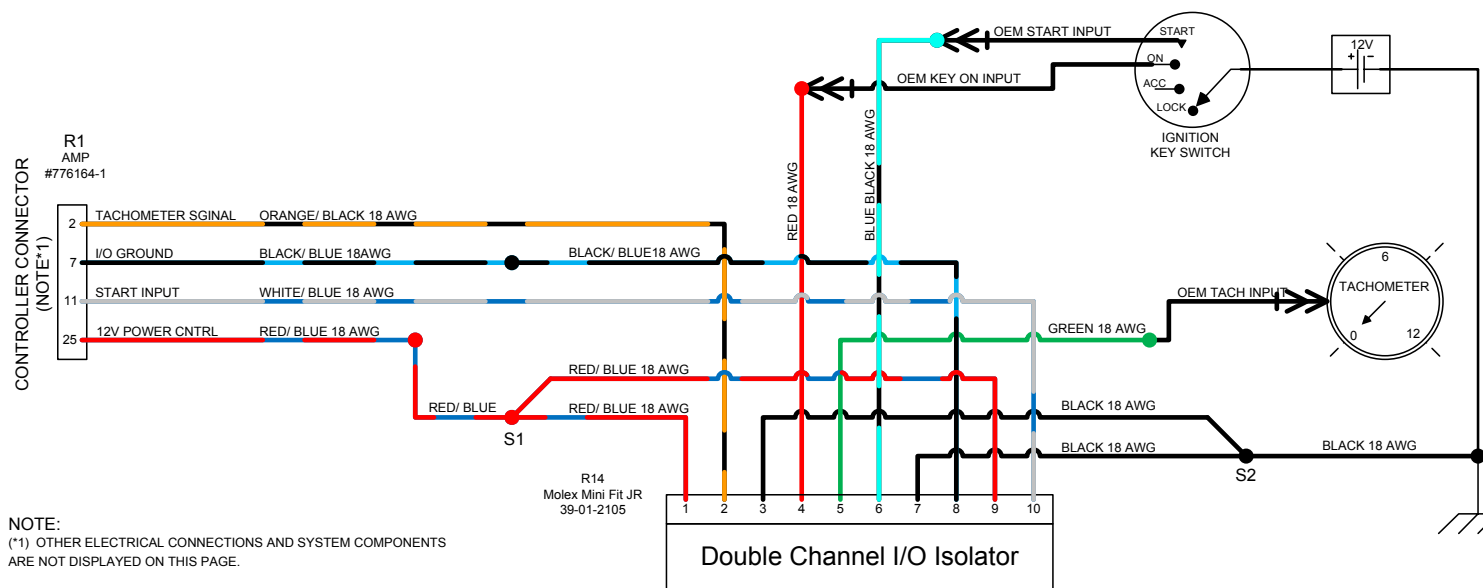 OEM START INPUT
START
12V
+ -
ON
OEM KEY ON INPUT
ACC
LOCK
IGNITION
KEY SWITCH
R1
AMP
#776164-1
CONTROLLER CONNECTOR
(NOTE*1)
RED 18 AWG
BLUE BLACK 18 AWG
2 TACHOMETER SGINAL ORANGE/ BLACK 18 AWG
7 I/O GROUND BLACK/ BLUE 18AWG BLACK/ BLUE18 AWG
11 START INPUT WHITE/ BLUE 18 AWG
25 12V POWER CNTRL RED/ BLUE 18 AWG
OEM TACH INPUT
6
TACHOMETER
0
12
GREEN 18 AWG
RED/ BLUE 18 AWG
RED/ BLUE
RED/ BLUE 18 AWG
S1
BLACK 18 AWG
BLACK 18 AWG
BLACK 18 AWG
S2
R14
Molex Mini Fit JR
39-01-2105
1 2 3 4 5 6 7 8 9 10
Double Channel I/O Isolator
NOTE:
(*1) OTHER ELECTRICAL CONNECTIONS AND SYSTEM COMPONENTS
ARE NOT DISPLAYED ON THIS PAGE.